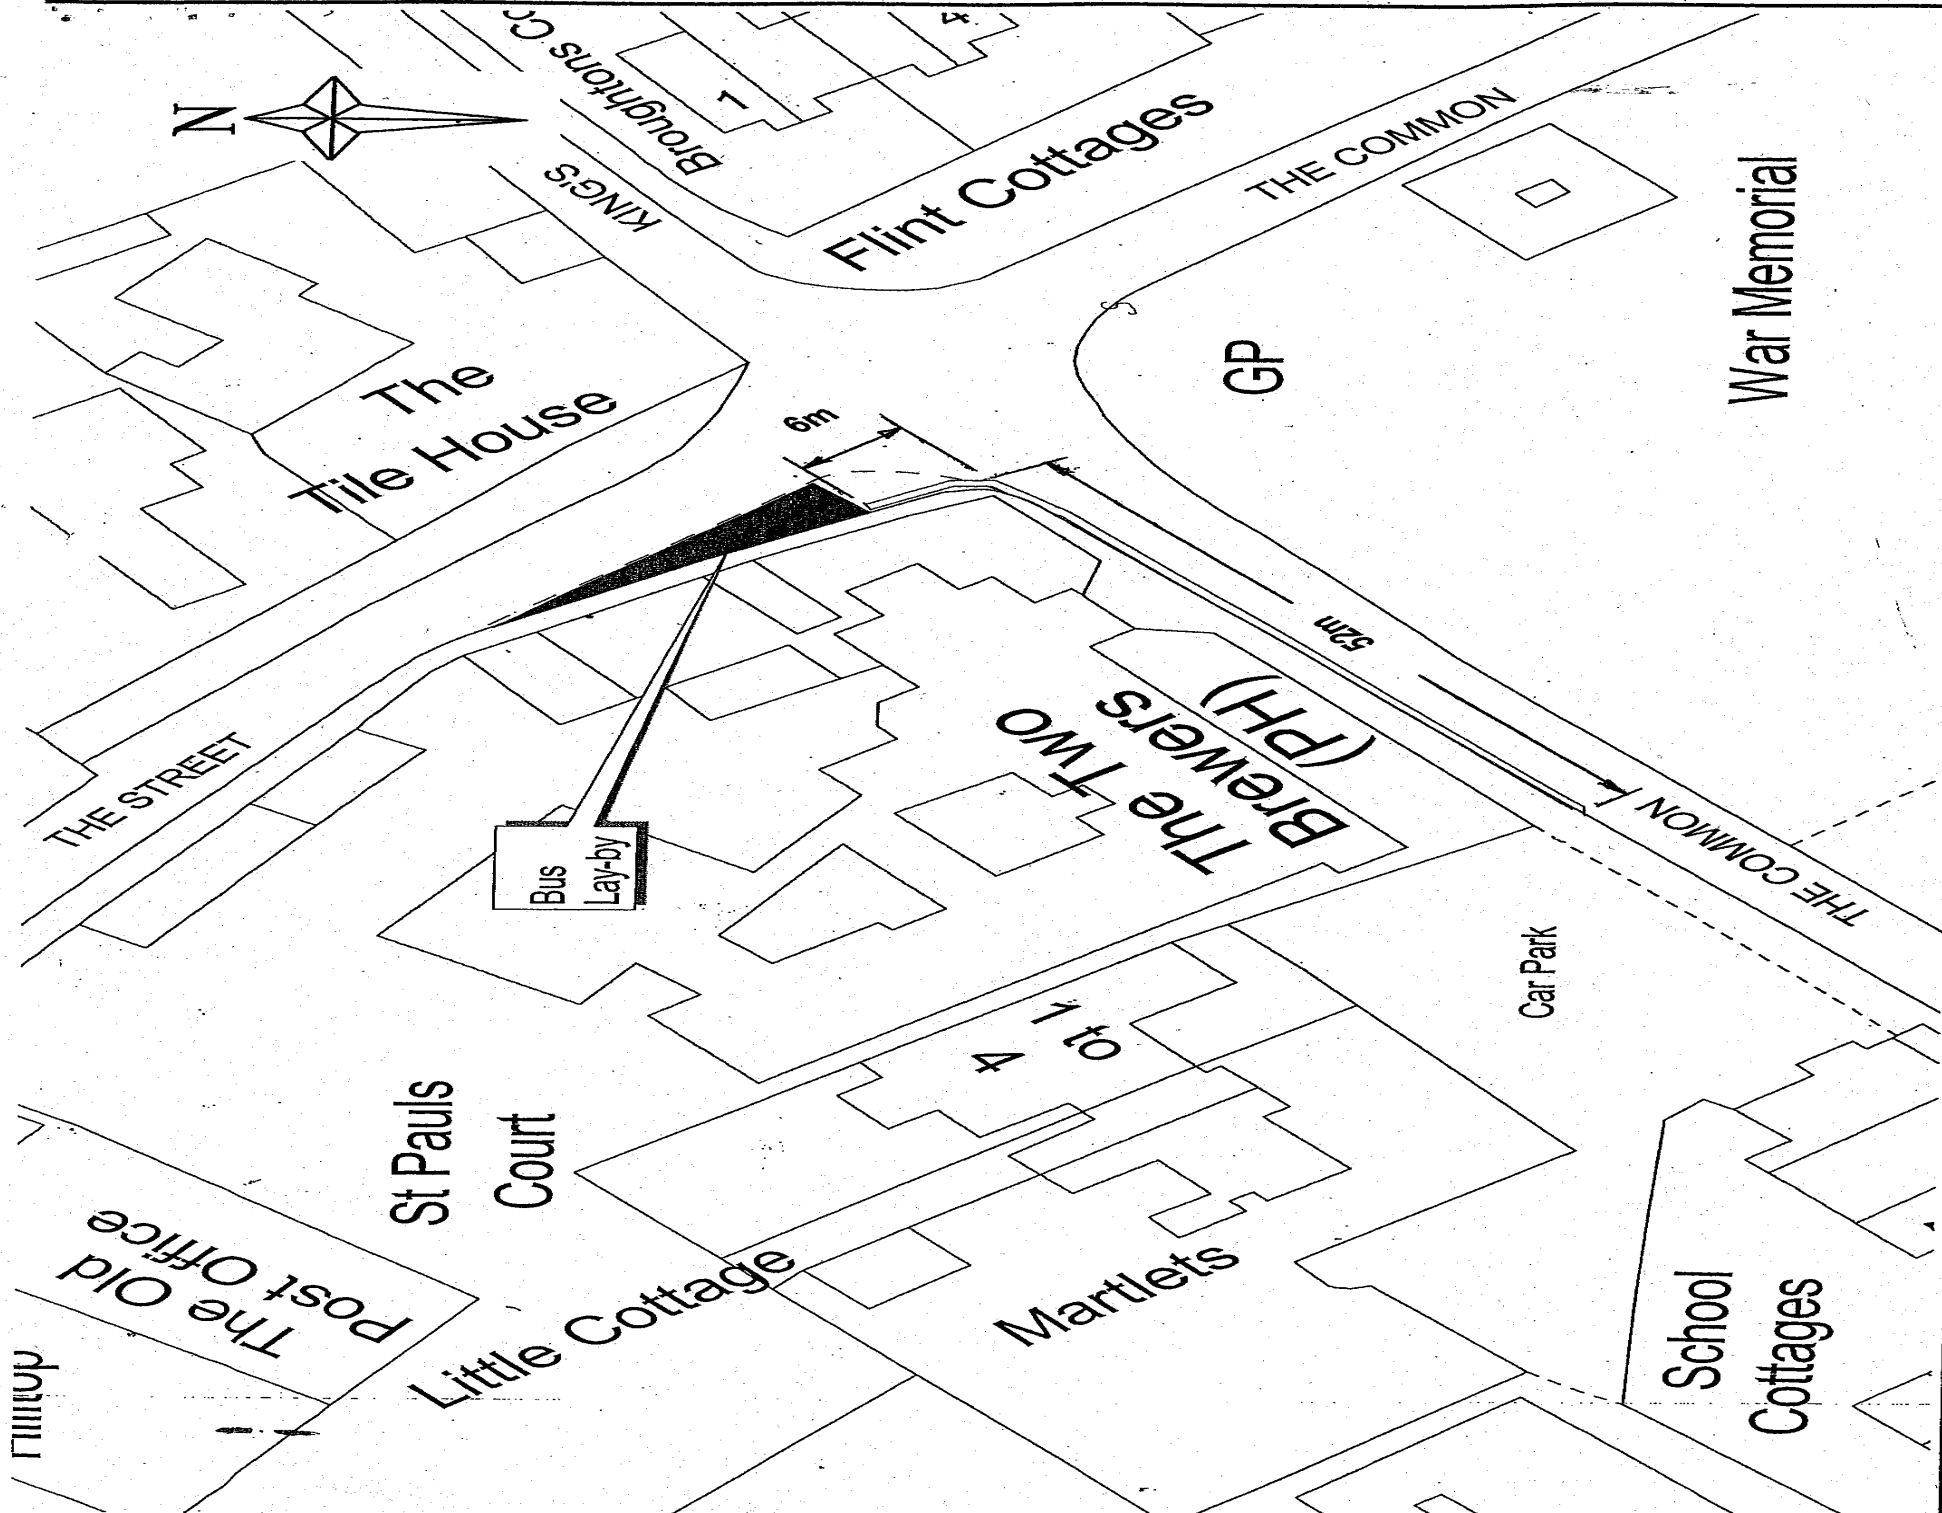 N
Broughtons Co
1
4
KING'S
Flint Cottages
THE COMMON
War Memorial
GP
The
Tile House
6m
52m
THE STREET
Bus
Lay-by
The Two
Brewers
(PH)
THE COMMON
Car Park
1
to
4
St Pauls
Court
The Old
Post Office
Little Cottage
Martlets
School
Cottages